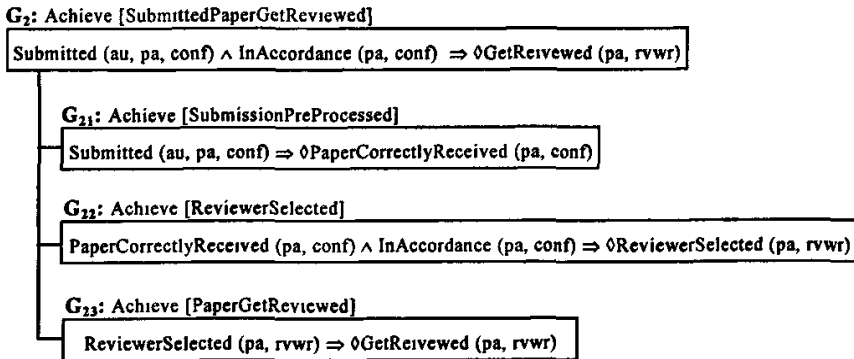 G₂: Achieve [SubmittedPaperGetReviewed]
Submitted (au, pa, conf) ∧ InAccordance (pa, conf) ⇒ ◊GetReivewed (pa, rvwr)
G₂₁: Achieve [SubmissionPreProcessed]
Submitted (au, pa, conf) ⇒ ◊PaperCorrectlyReceived (pa, conf)
G₂₂: Achieve [ReviewerSelected]
PaperCorrectlyReceived (pa, conf) ∧ InAccordance (pa, conf) ⇒ ◊ReviewerSelected (pa, rvwr)
G₂₃: Achieve [PaperGetReviewed]
ReviewerSelected (pa, rvwr) ⇒ ◊GetReivewed (pa, rvwr)